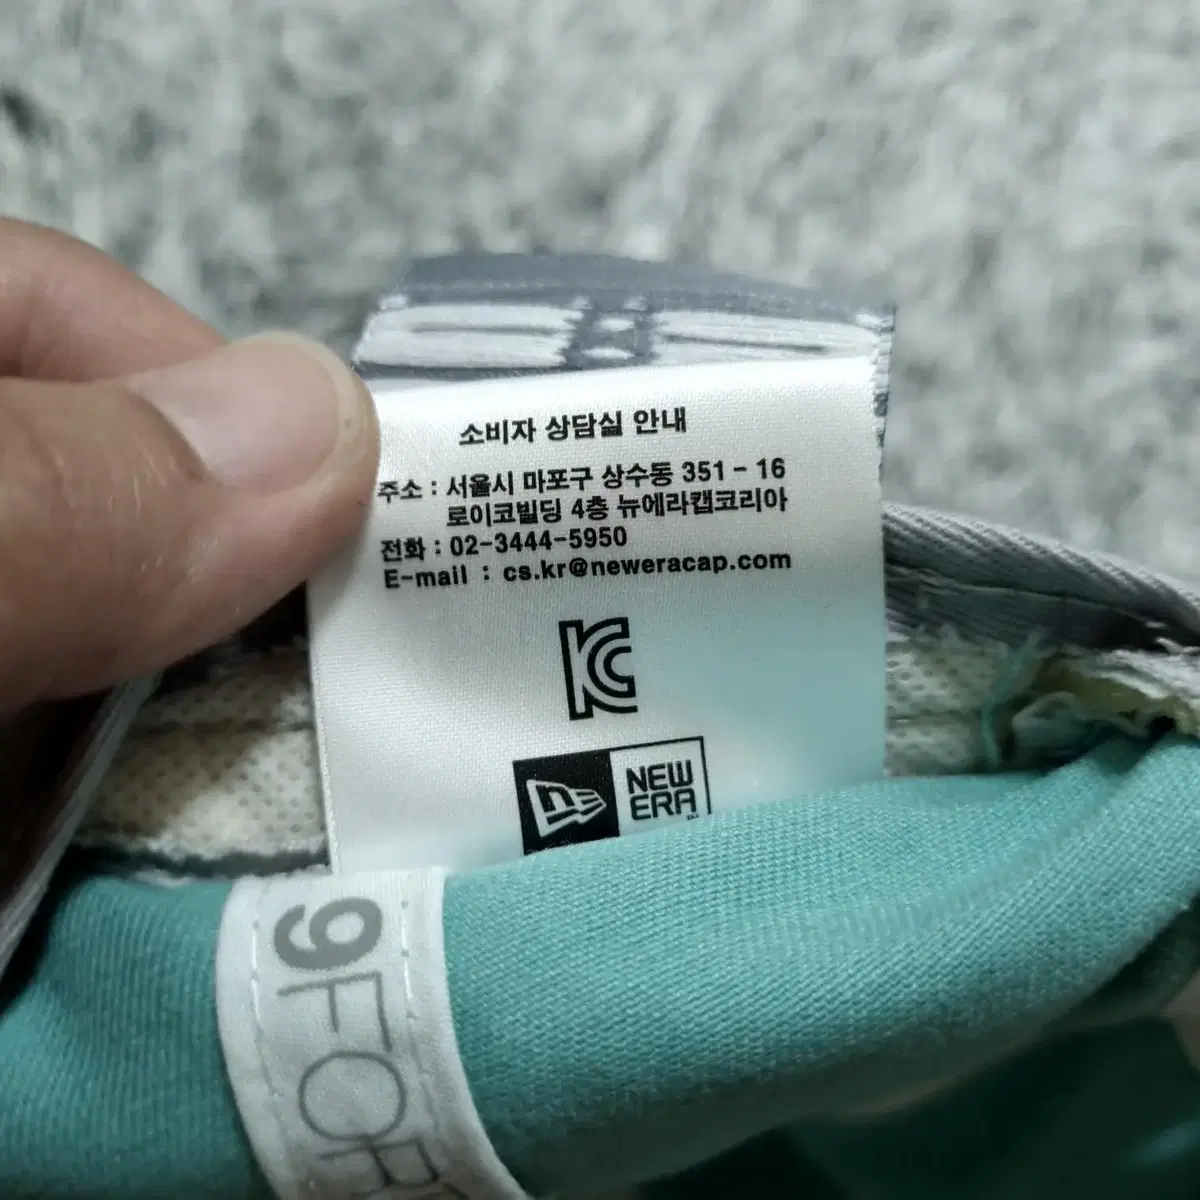 소비자 상담실 안내
주소 : 서울시 마포구 상수동 351 - 16
로이코빌딩 4층 뉴에라캡코리아
전화 : 02-3444-5950
E-mail : cs.kr@neweracap.com
KC
NEW
ERA
9FOR